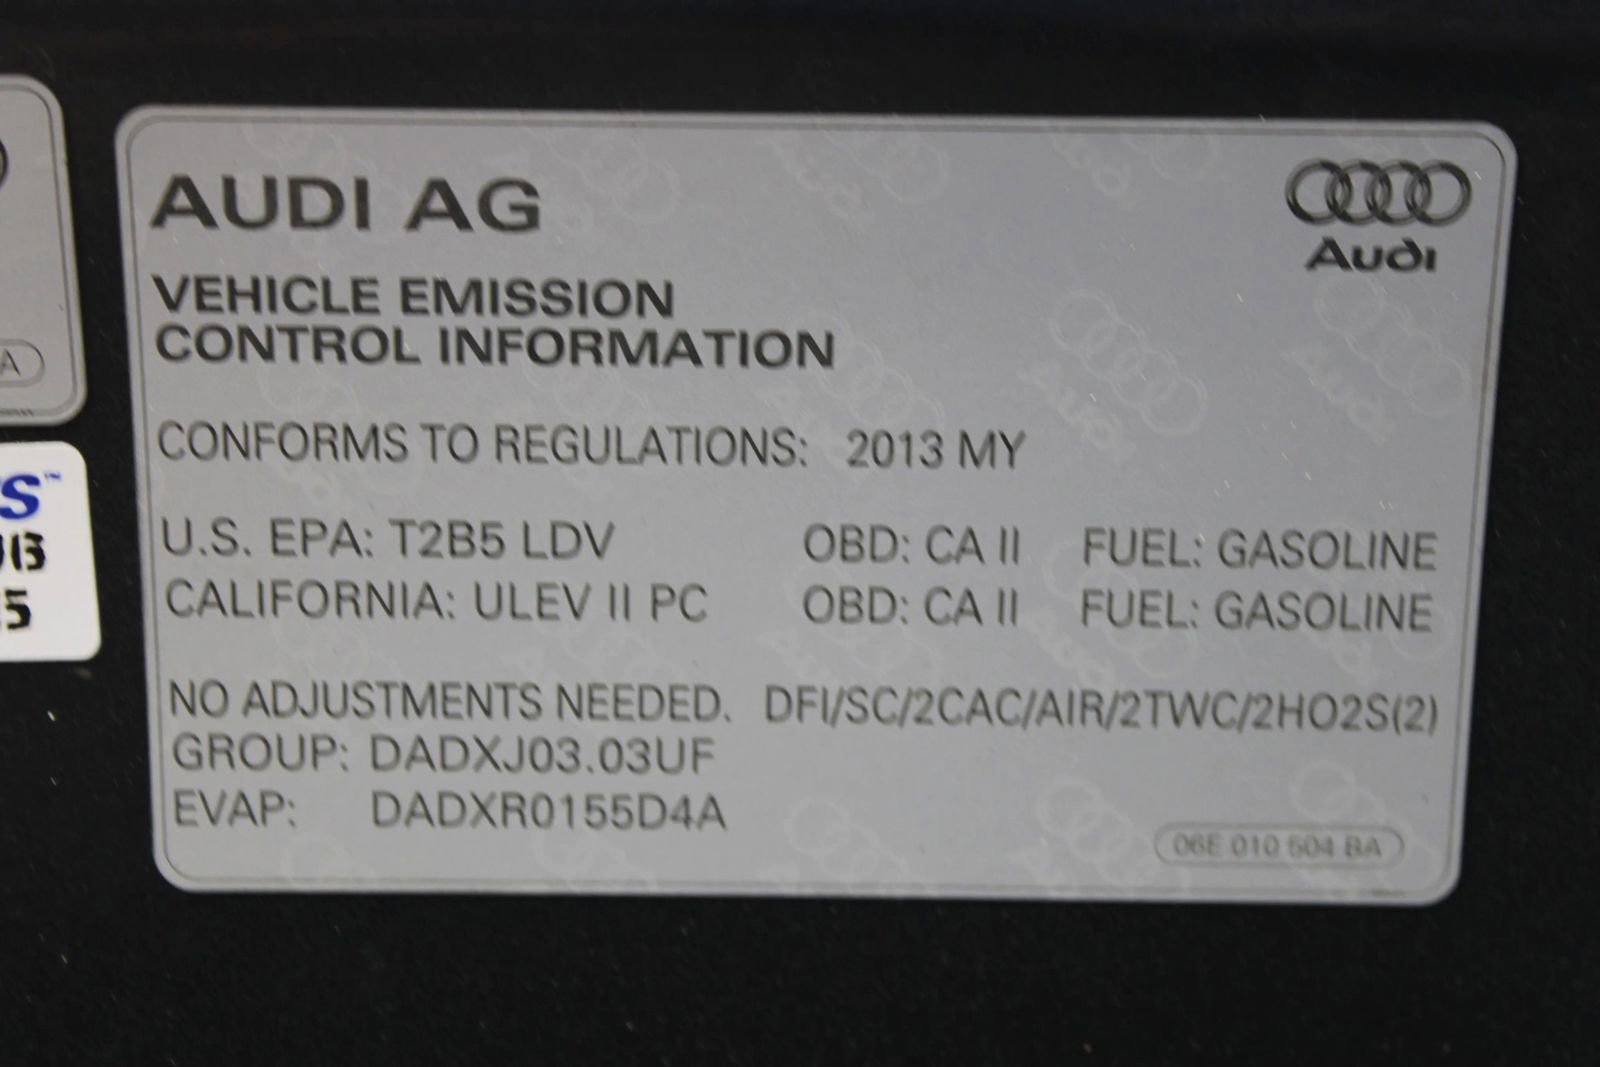 AUDI AG
Audi
VEHICLE EMISSION
CONTROL INFORMATION
CONFORMS TO REGULATIONS: 2013 MY
U.S. EPA: T2B5 LDV OBD: CA II FUEL: GASOLINE
CALIFORNIA: ULEV II PC OBD: CA II FUEL: GASOLINE
NO ADJUSTMENTS NEEDED. DFI/SC/2CAC/AIR/2TWC/2HO2S(2)
GROUP: DADXJ03.03UF
EVAP: DADXR0155D4A
06E 010 504 BA
A
S™